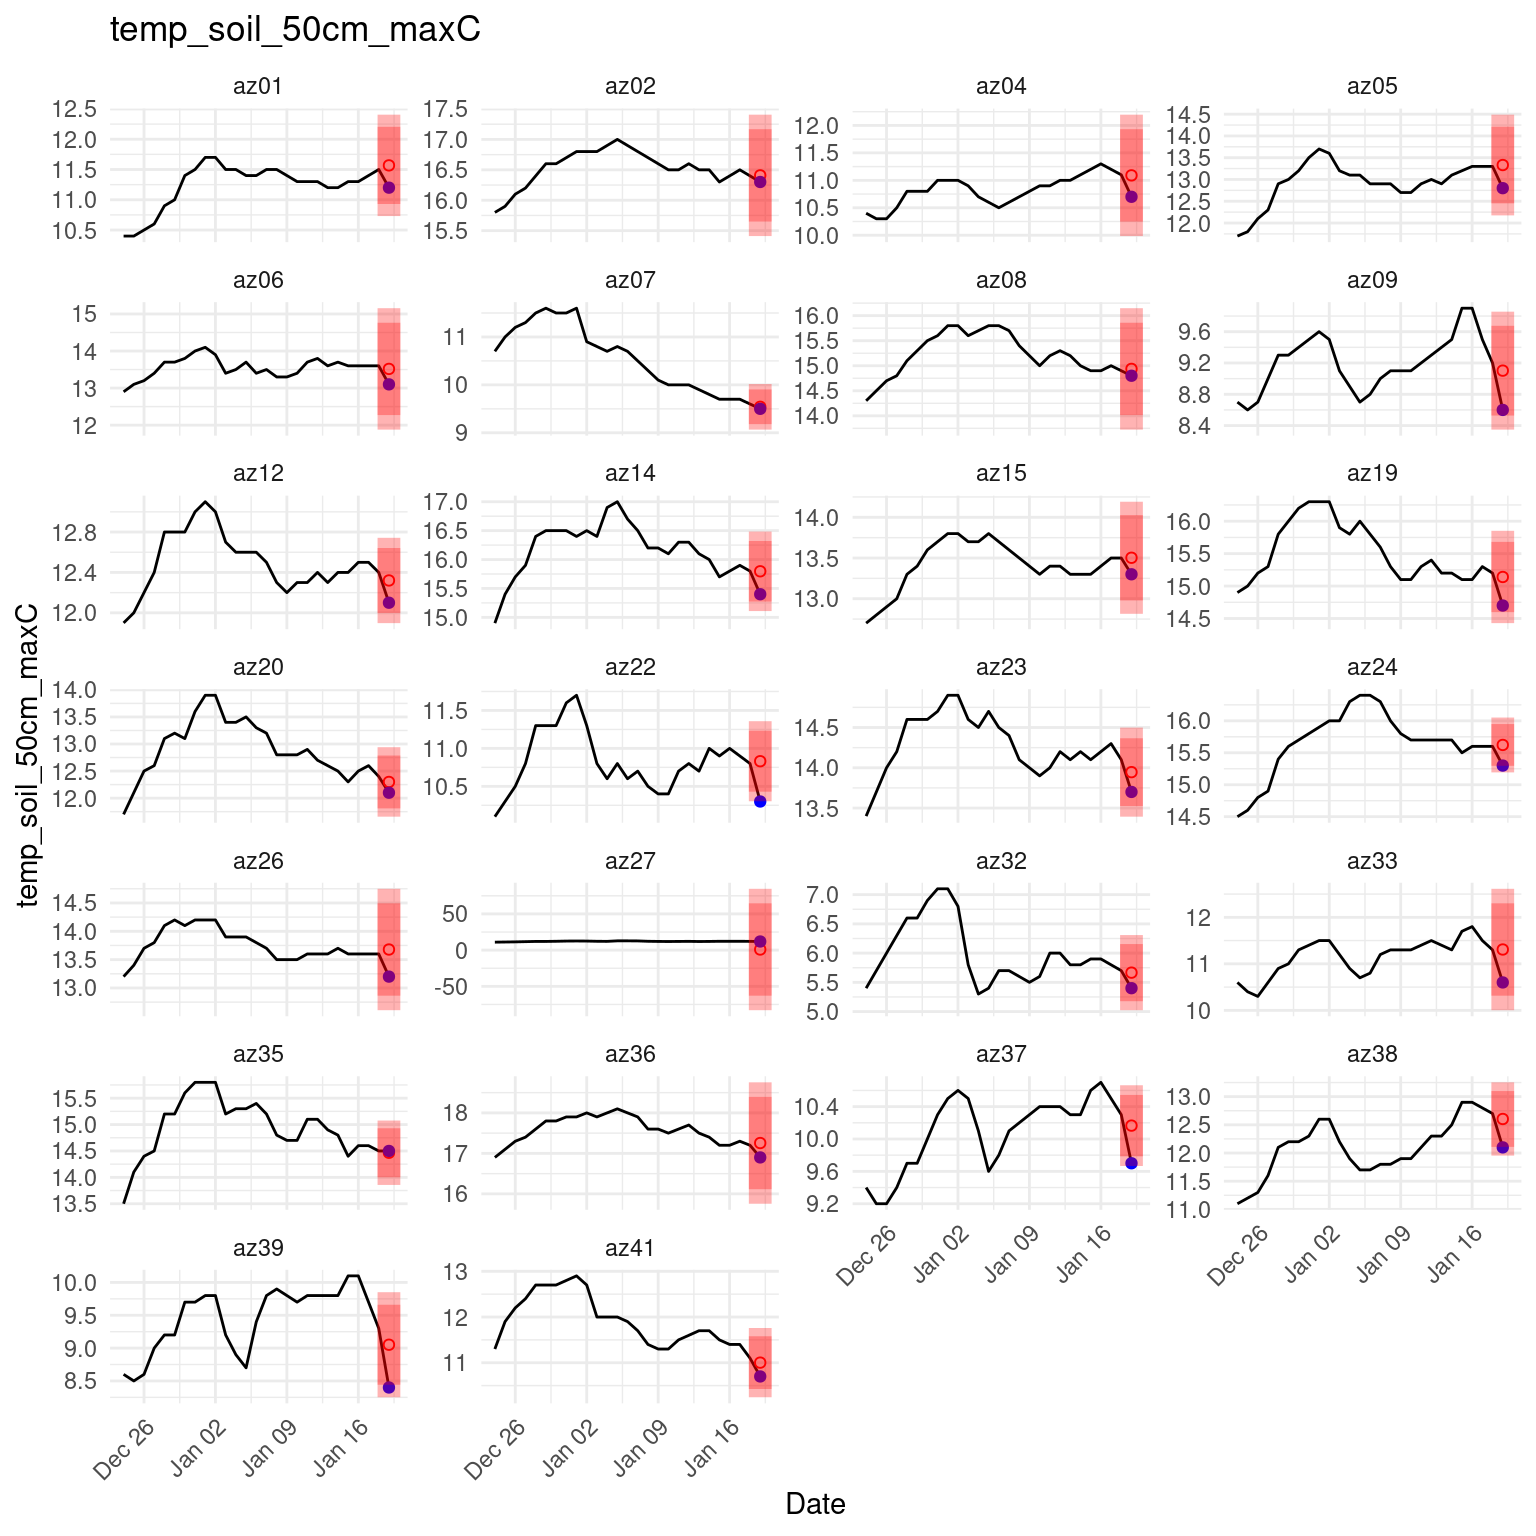 temp_soil_50cm_maxC
az01 az02 az04 az05
12.5 12.0 11.5 11.0 10.5
17.5 17.0 16.5 16.0 15.5
12.0 11.5 11.0 10.5 10.0
14.5 14.0 13.5 13.0 12.5 12.0
az06 az07 az08 az09
15 14 13 12
11 10 9
16.0 15.5 15.0 14.5 14.0
9.6 9.2 8.8 8.4
az12 az14 az15 az19
12.8 12.4 12.0
17.0 16.5 16.0 15.5 15.0
14.0 13.5 13.0
16.0 15.5 15.0 14.5
temp_soil_50cm_maxC
az20 az22 az23 az24
14.0 13.5 13.0 12.5 12.0
11.5 11.0 10.5
14.5 14.0 13.5
16.0 15.5 15.0 14.5
az26 az27 az32 az33
14.5 14.0 13.5 13.0
50 0 -50
7.0 6.5 6.0 5.5 5.0
12 11 10
az35 az36 az37 az38
15.5 15.0 14.5 14.0 13.5
18 17 16
10.4 10.0 9.6 9.2
13.0 12.5 12.0 11.5 11.0
Dec 26 Jan 02 Jan 09 Jan 16
Dec 26 Jan 02 Jan 09 Jan 16
az39 az41
10.0 9.5 9.0 8.5
13 12 11
Dec 26 Jan 02 Jan 09 Jan 16
Dec 26 Jan 02 Jan 09 Jan 16
Date